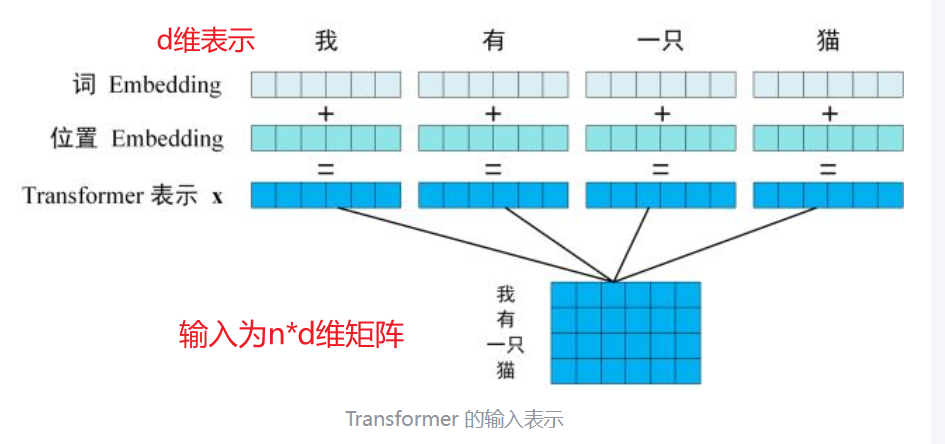 d维表示 我 有 一只 猫
词 Embedding
+ + + +
位置 Embedding
= = = =
Transformer 表示 x
我
有
一只
猫
输入为n*d维矩阵
Transformer 的输入表示